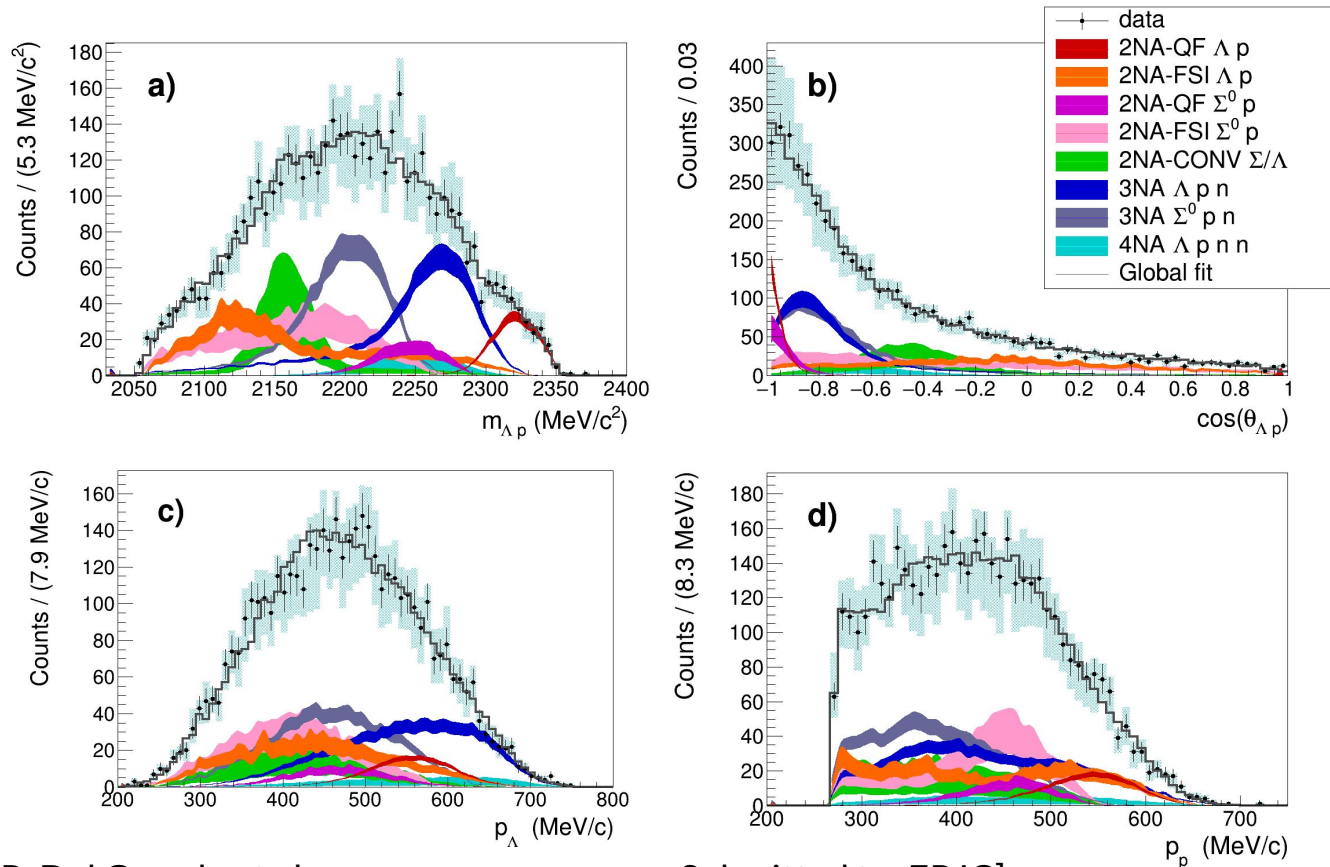 a)
Counts / (5.3 MeV/c²)
180
160
140
120
100
80
60
40
20
0
2050 2100 2150 2200 2250 2300 2350 2400
m_Λ p (MeV/c²)
b)
Counts / 0.03
400
350
300
250
200
150
100
50
0
−1 −0.8 −0.6 −0.4 −0.2 0 0.2 0.4 0.6 0.8 1
cos(θ_Λ p)
data
2NA-QF Λ p
2NA-FSI Λ p
2NA-QF Σ⁰ p
2NA-FSI Σ⁰ p
2NA-CONV Σ/Λ
3NA Λ p n
3NA Σ⁰ p n
4NA Λ p n n
Global fit
c)
Counts / (7.9 MeV/c)
160
140
120
100
80
60
40
20
0
200 300 400 500 600 700 800
p_Λ (MeV/c)
d)
Counts / (8.3 MeV/c)
180
160
140
120
100
80
60
40
20
0
200 300 400 500 600 700
p_p (MeV/c)